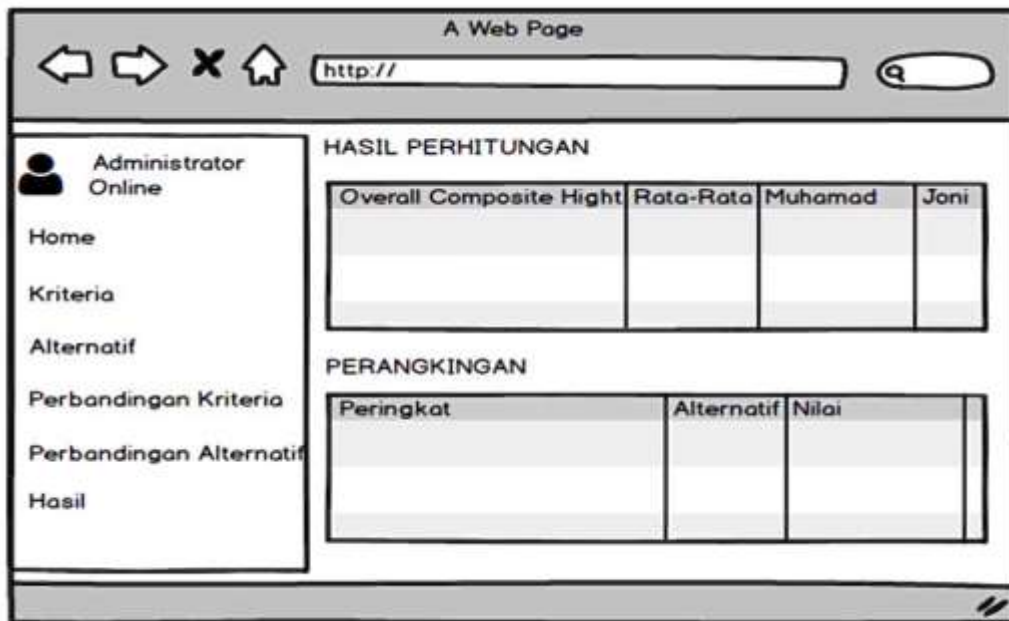 A Web Page
http://
Administrator
Online
Home
Kriteria
Alternatif
Perbandingan Kriteria
Perbandingan Alternatif
Hasil
HASIL PERHITUNGAN
Overall Composite Hight Rata-Rata Muhamad Joni
PERANGKINGAN
Peringkat Alternatif Nilai